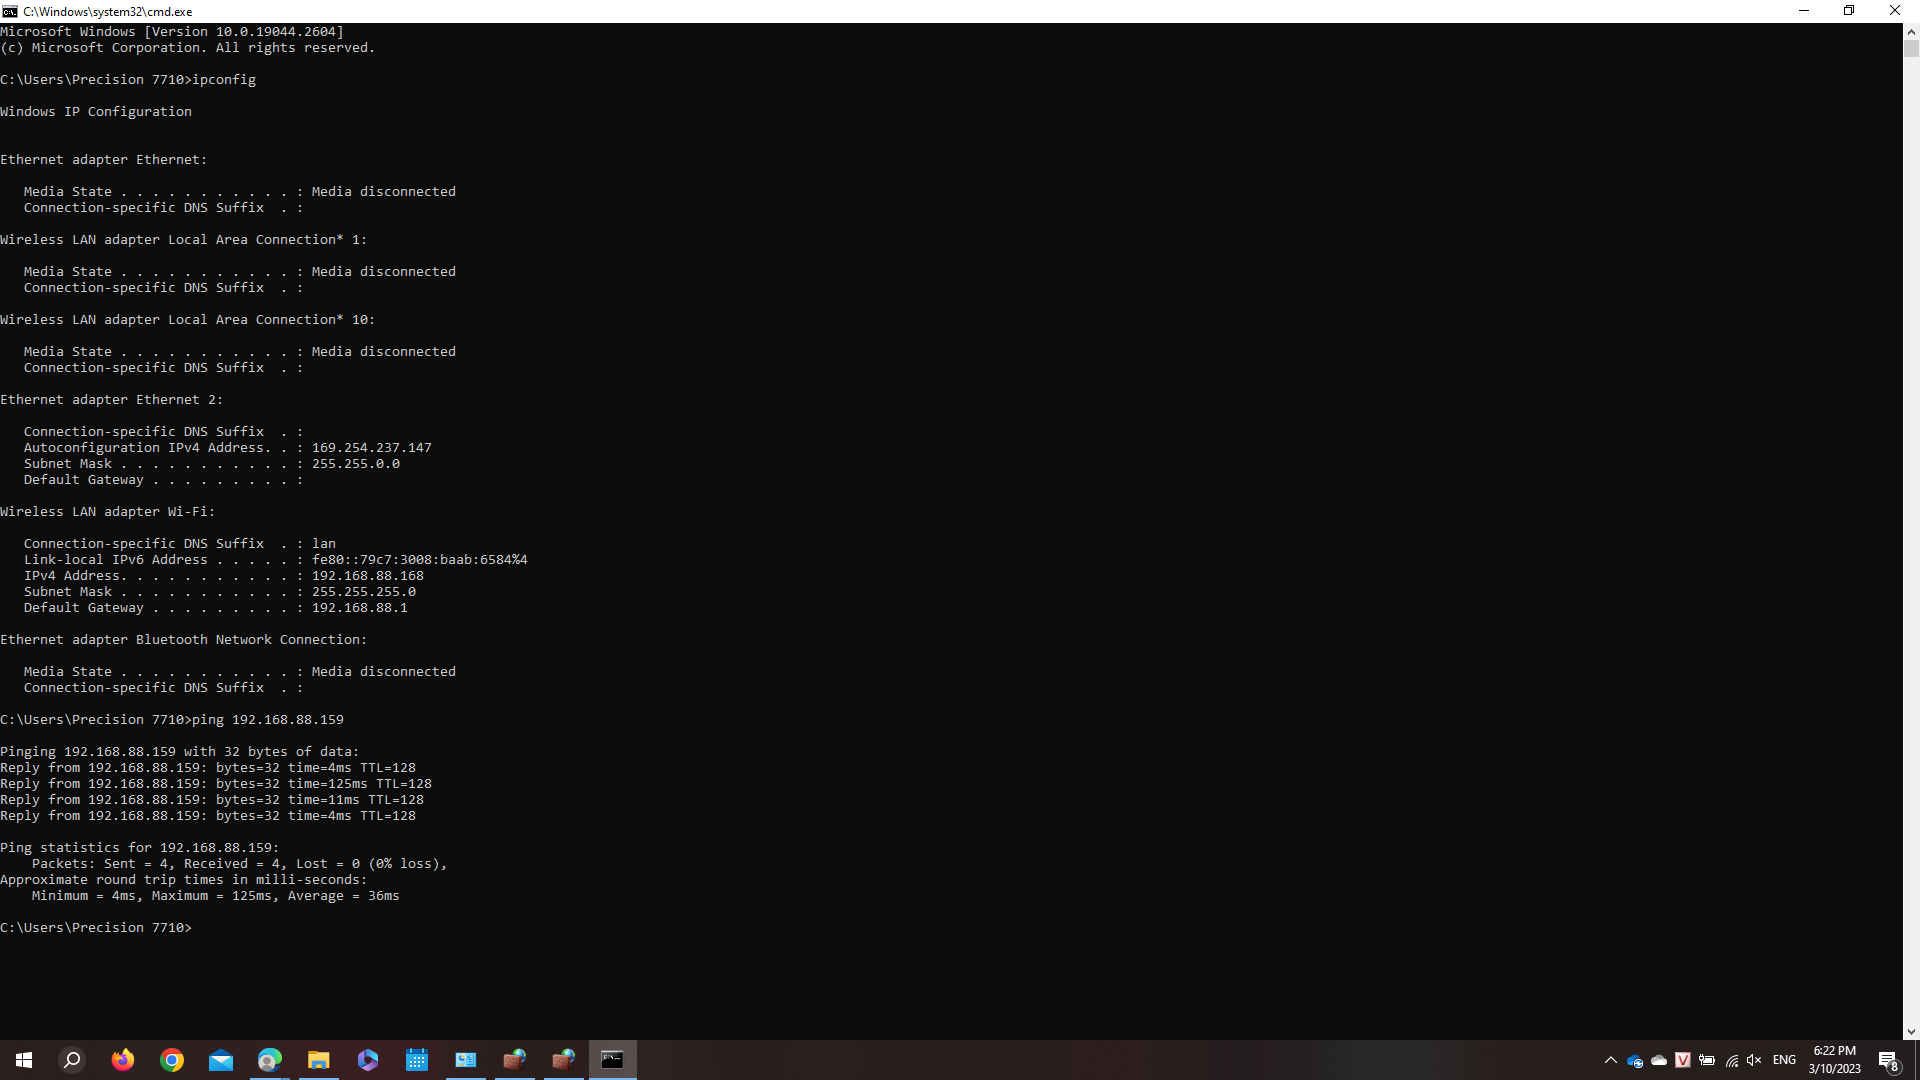 C:\Windows\system32\cmd.exe
Microsoft Windows [Version 10.0.19044.2604]
(c) Microsoft Corporation. All rights reserved.
C:\Users\Precision 7710>ipconfig
Windows IP Configuration
Ethernet adapter Ethernet:
Media State . . . . . . . . . . . : Media disconnected
Connection-specific DNS Suffix  . :
Wireless LAN adapter Local Area Connection* 1:
Media State . . . . . . . . . . . : Media disconnected
Connection-specific DNS Suffix  . :
Wireless LAN adapter Local Area Connection* 10:
Media State . . . . . . . . . . . : Media disconnected
Connection-specific DNS Suffix  . :
Ethernet adapter Ethernet 2:
Connection-specific DNS Suffix  . :
Autoconfiguration IPv4 Address. . : 169.254.237.147
Subnet Mask . . . . . . . . . . . : 255.255.0.0
Default Gateway . . . . . . . . . :
Wireless LAN adapter Wi-Fi:
Connection-specific DNS Suffix  . : lan
Link-local IPv6 Address . . . . . : fe80::79c7:3008:baab:6584%4
IPv4 Address. . . . . . . . . . . : 192.168.88.168
Subnet Mask . . . . . . . . . . . : 255.255.255.0
Default Gateway . . . . . . . . . : 192.168.88.1
Ethernet adapter Bluetooth Network Connection:
Media State . . . . . . . . . . . : Media disconnected
Connection-specific DNS Suffix  . :
C:\Users\Precision 7710>ping 192.168.88.159
Pinging 192.168.88.159 with 32 bytes of data:
Reply from 192.168.88.159: bytes=32 time=4ms TTL=128
Reply from 192.168.88.159: bytes=32 time=125ms TTL=128
Reply from 192.168.88.159: bytes=32 time=11ms TTL=128
Reply from 192.168.88.159: bytes=32 time=4ms TTL=128
Ping statistics for 192.168.88.159:
Packets: Sent = 4, Received = 4, Lost = 0 (0% loss),
Approximate round trip times in milli-seconds:
Minimum = 4ms, Maximum = 125ms, Average = 36ms
C:\Users\Precision 7710>
V
ENG
6:22 PM
3/10/2023
8